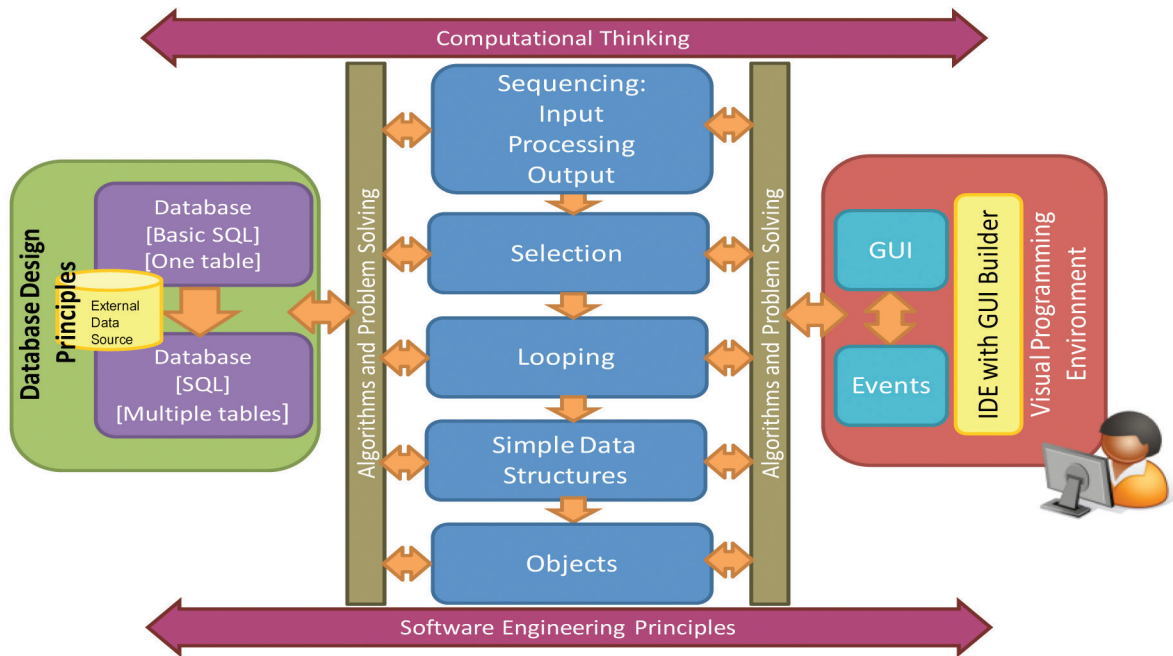 Computational Thinking
Database Design
Principles
Database
[Basic SQL]
[One table]
External
Data
Source
Database
[SQL]
[Multiple tables]
Algorithms and Problem Solving
Sequencing:
Input
Processing
Output
Selection
Looping
Simple Data
Structures
Objects
Algorithms and Problem Solving
GUI
Events
IDE with GUI Builder
Visual Programming
Environment
Software Engineering Principles